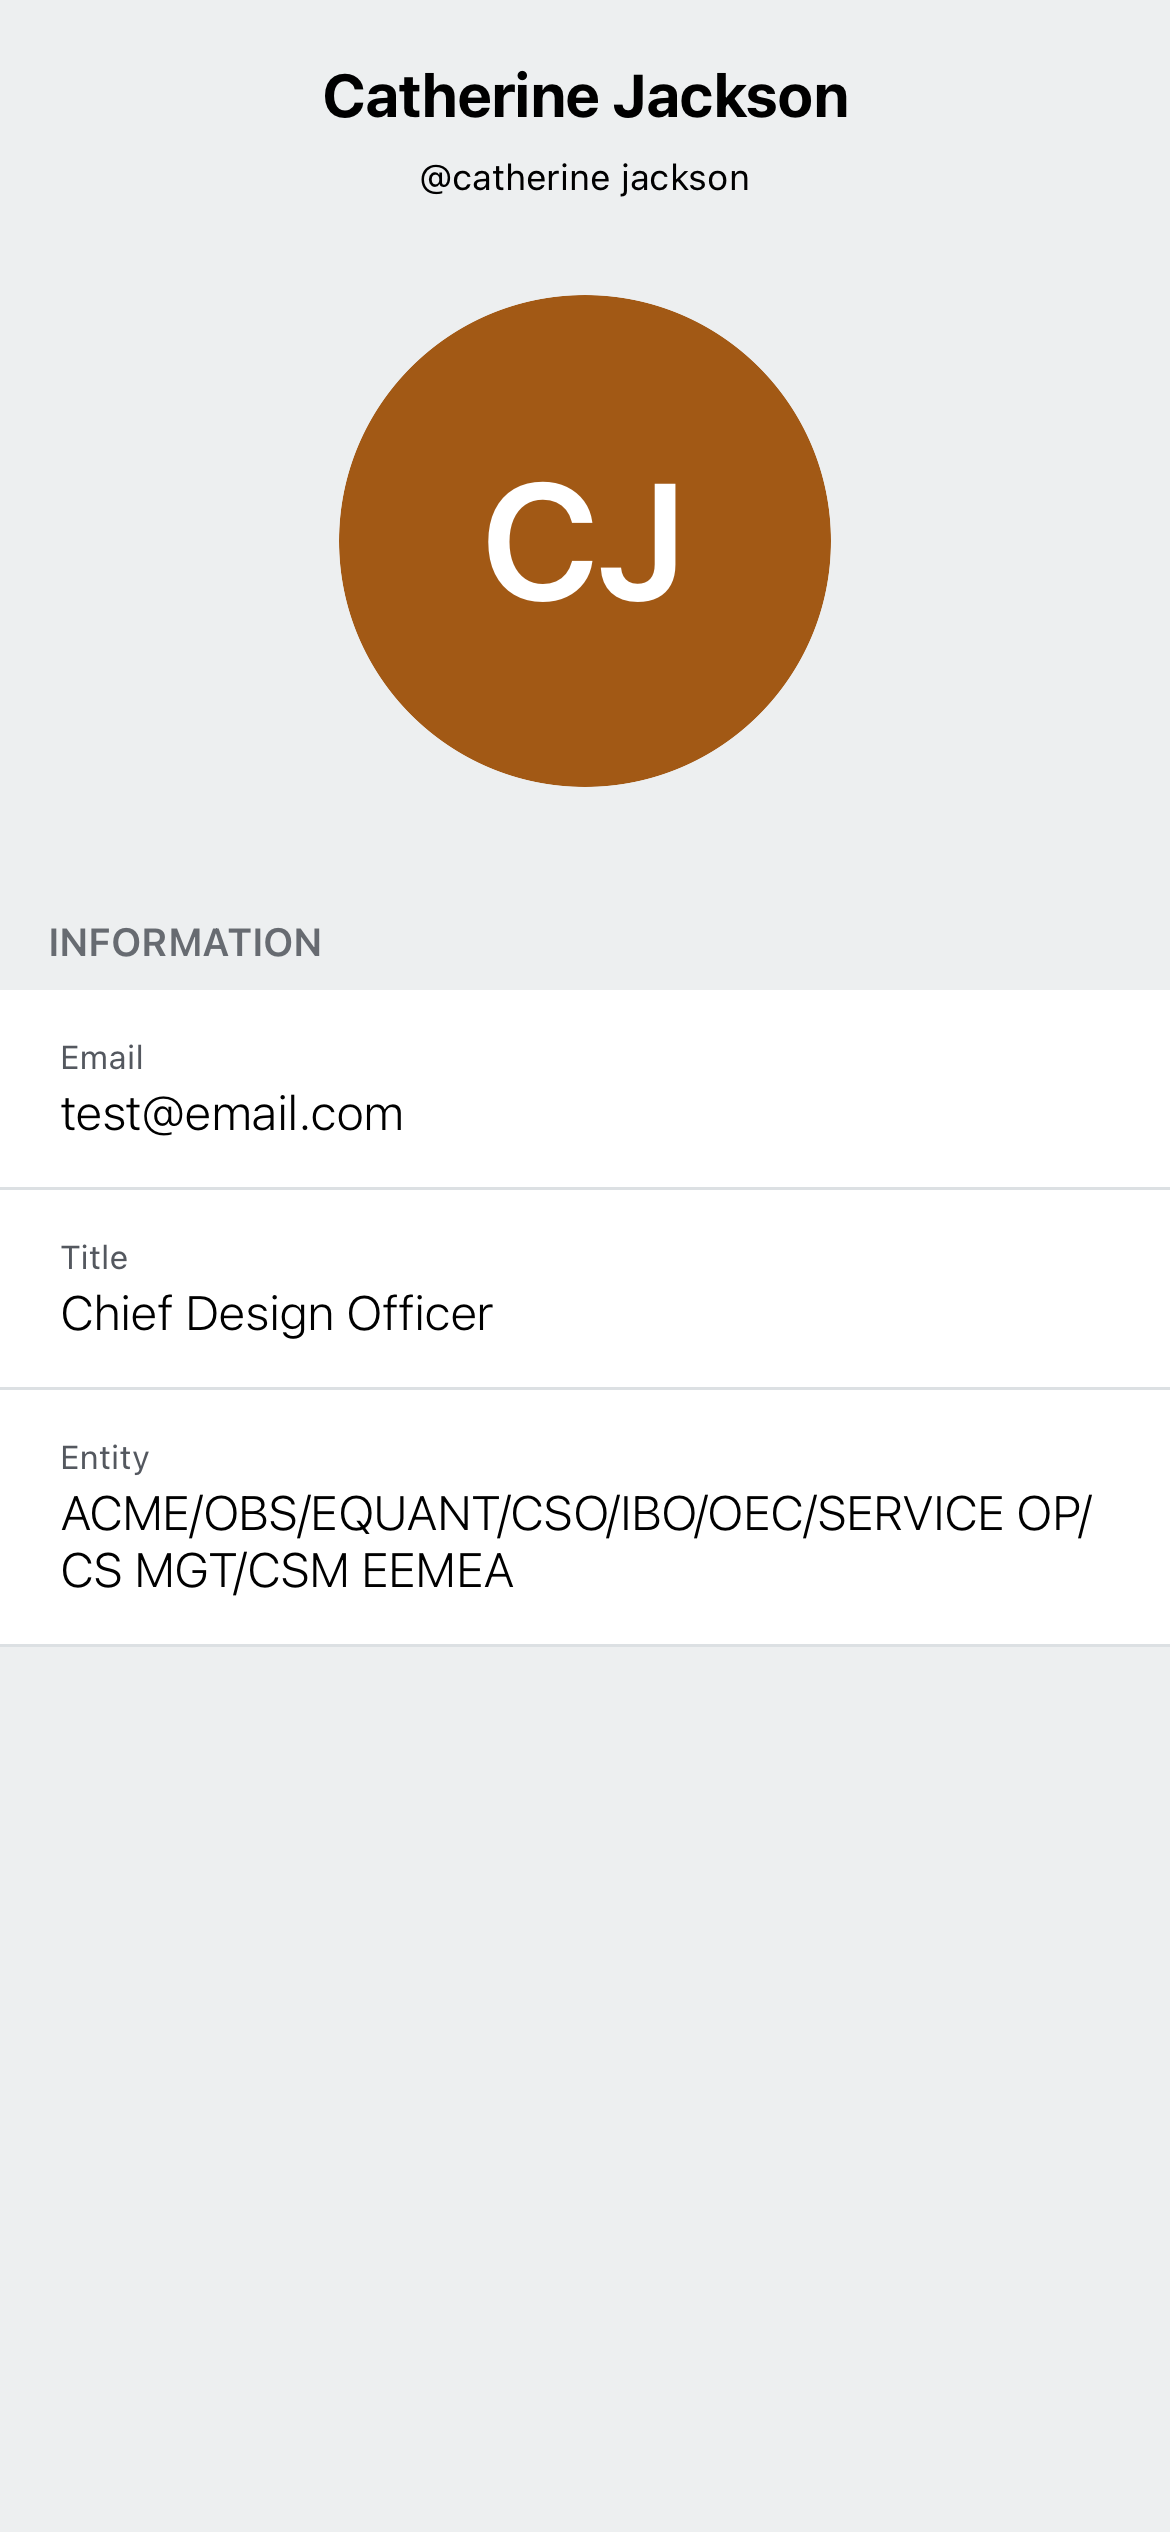 Catherine Jackson
@catherine jackson
CJ
INFORMATION
Email
test@email.com
Title
Chief Design Officer
Entity
ACME/OBS/EQUANT/CSO/IBO/OEC/SERVICE OP/
CS MGT/CSM EEMEA